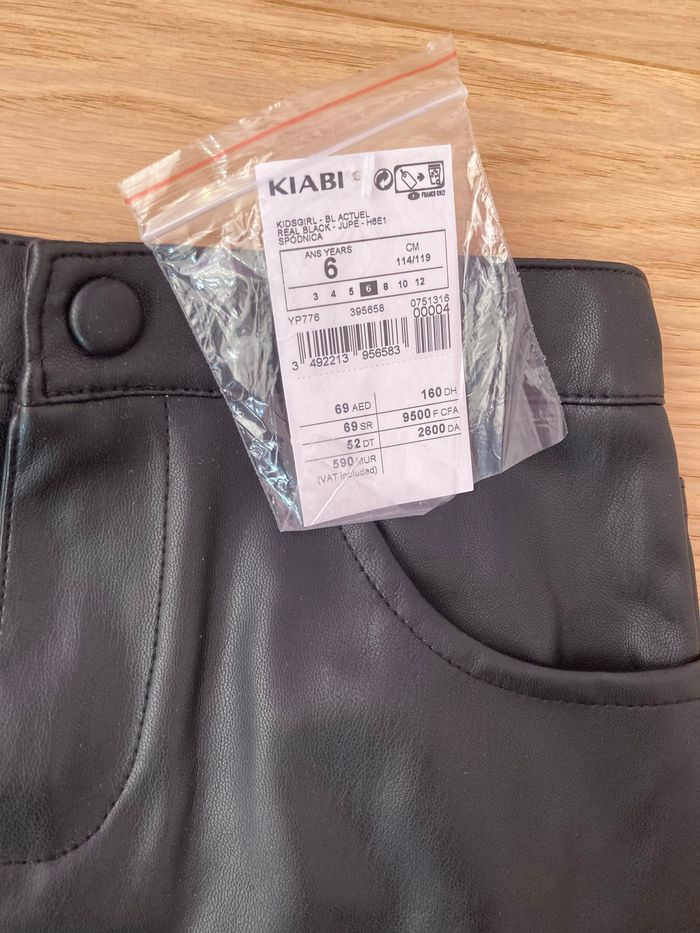 KIABI
FRANCE ONLY
KIDSGIRL - BL ACTUEL
REAL BLACK - JUPE - H6E1
SPÓDNICA
ANS YEARS CM
6 114/119
3 4 5 6 8 10 12
YP776 395658 0751316
00004
3 492213 956583
69 AED 160 DH
69 SR 9500 F CFA
52 DT 2600 DA
590 MUR
(VAT included)